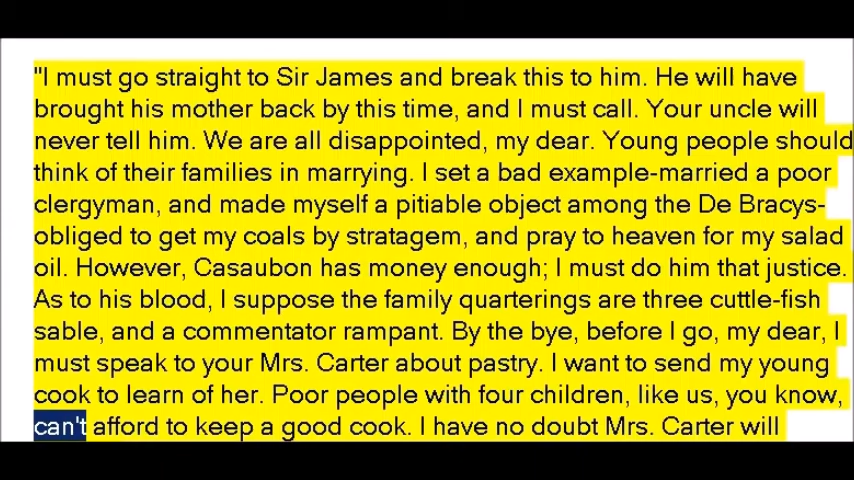 "I must go straight to Sir James and break this to him. He will have
brought his mother back by this time, and I must call. Your uncle will
never tell him. We are all disappointed, my dear. Young people should
think of their families in marrying. I set a bad example-married a poor
clergyman, and made myself a pitiable object among the De Bracys-
obliged to get my coals by stratagem, and pray to heaven for my salad
oil. However, Casaubon has money enough; I must do him that justice.
As to his blood, I suppose the family quarterings are three cuttle-fish
sable, and a commentator rampant. By the bye, before I go, my dear, I
must speak to your Mrs. Carter about pastry. I want to send my young
cook to learn of her. Poor people with four children, like us, you know,
can't afford to keep a good cook. I have no doubt Mrs. Carter will